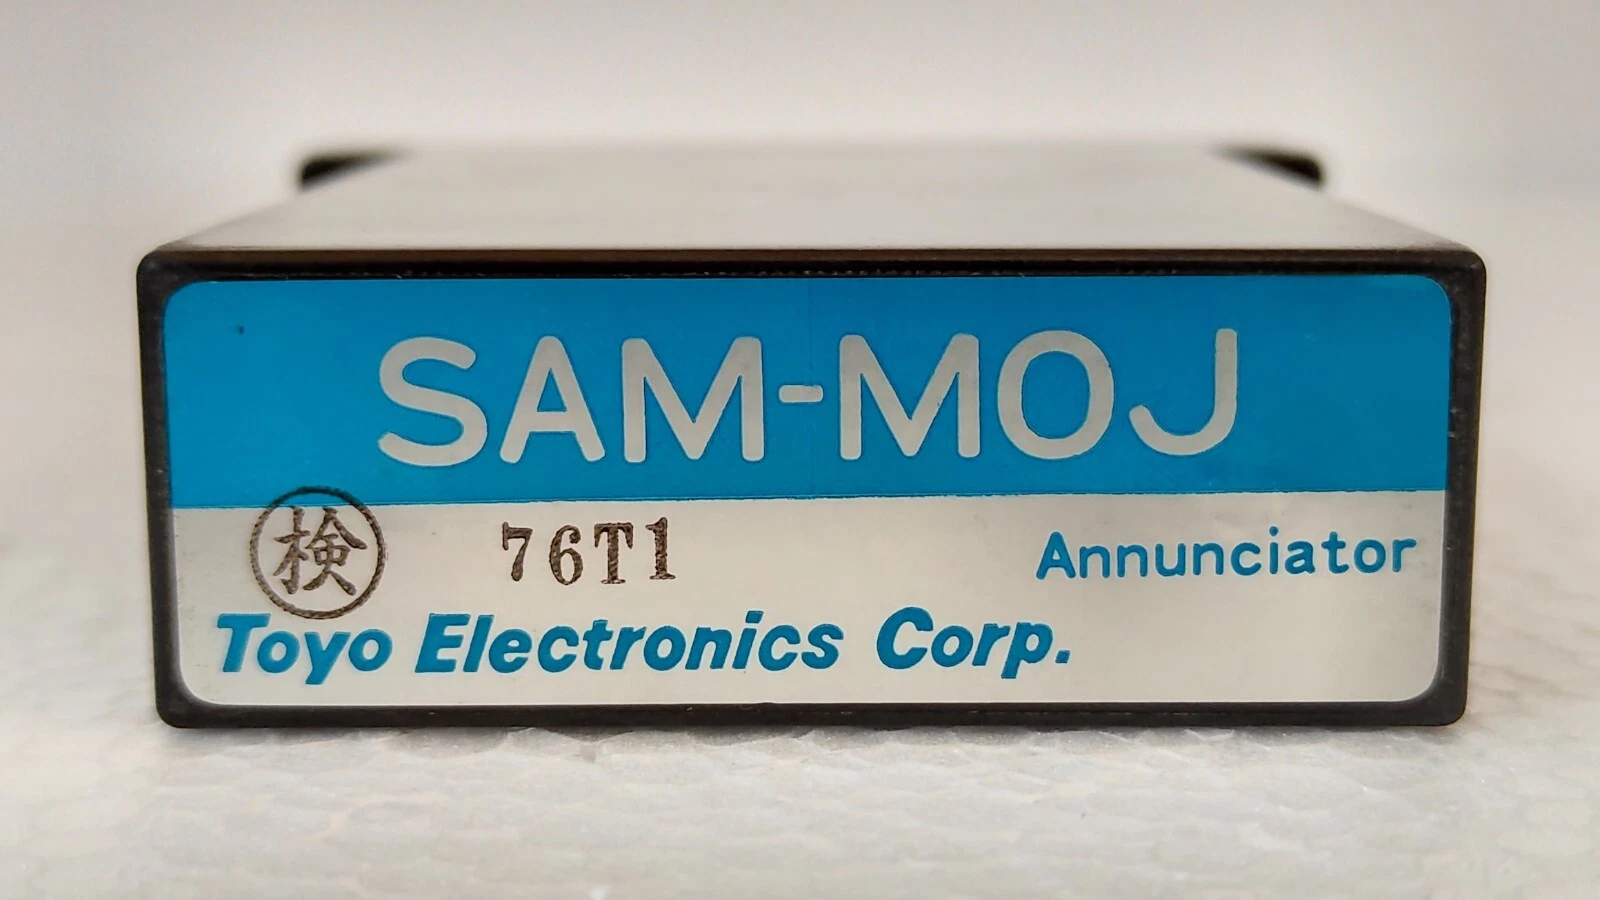 SAM-MOJ
検 76T1 Annunciator
Toyo Electronics Corp.